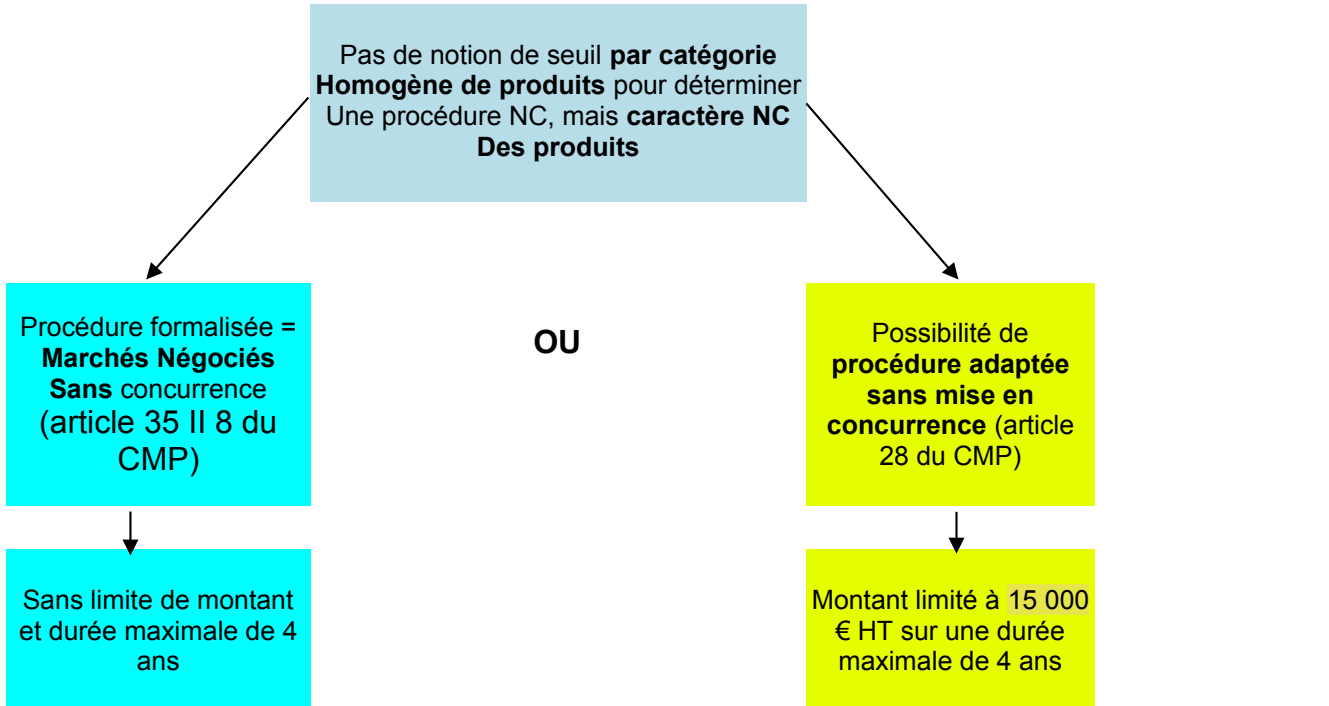 Pas de notion de seuil par catégorie
Homogène de produits pour déterminer
Une procédure NC, mais caractère NC
Des produits
Procédure formalisée =
Marchés Négociés
Sans concurrence
(article 35 II 8 du
CMP)
OU
Possibilité de
procédure adaptée
sans mise en
concurrence (article
28 du CMP)
Sans limite de montant
et durée maximale de 4
ans
Montant limité à 15 000
€ HT sur une durée
maximale de 4 ans